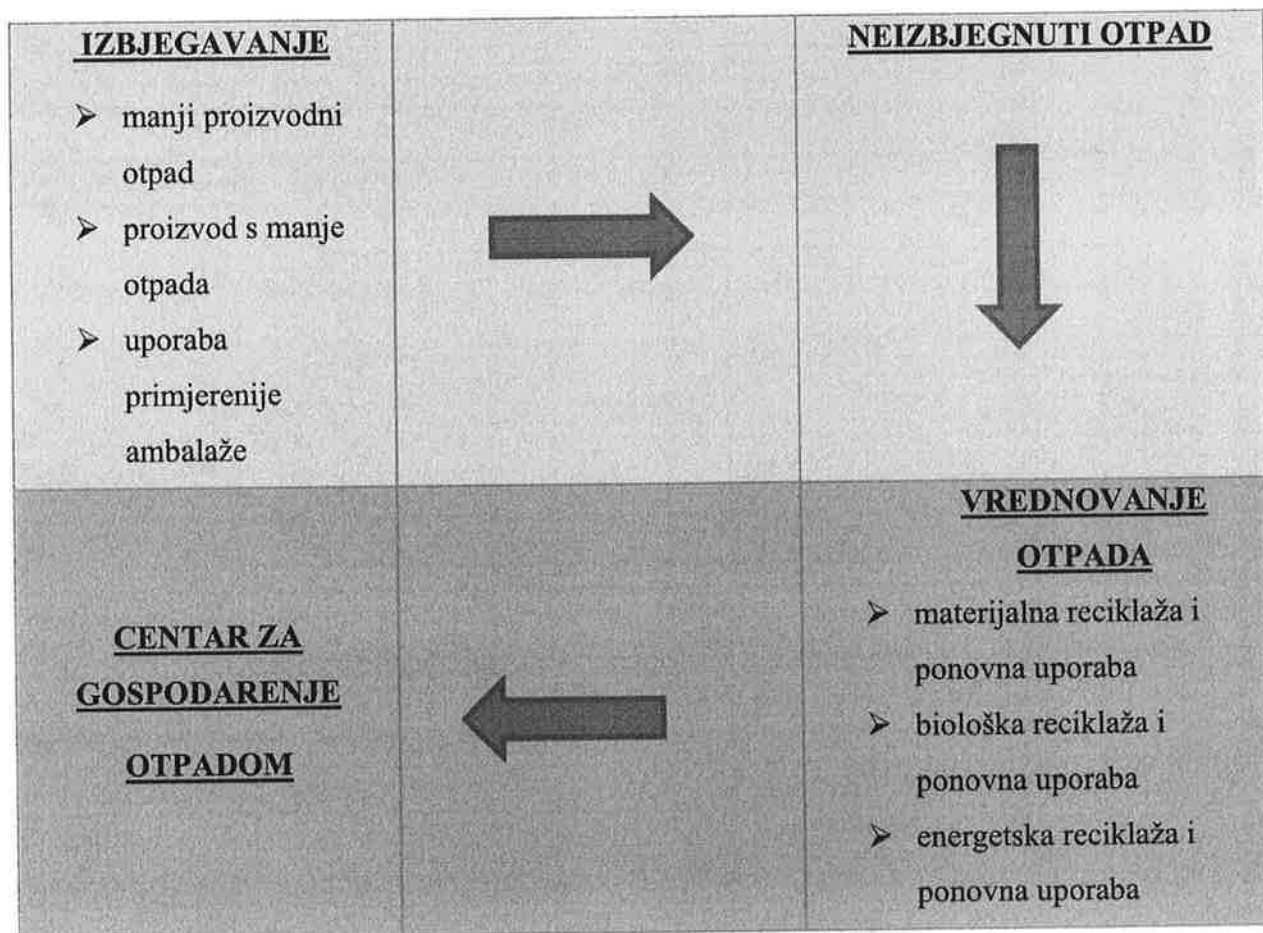 IZBJEGAVANJE
➢ manji proizvodni
otpad
➢ proizvod s manje
otpada
➢ uporaba
primjerenije
ambalaže
NEIZBJEGNUTI OTPAD
CENTAR ZA
GOSPODARENJE
OTPADOM
VREDNOVANJE
OTPADA
➢ materijalna reciklaža i
ponovna uporaba
➢ biološka reciklaža i
ponovna uporaba
➢ energetska reciklaža i
ponovna uporaba